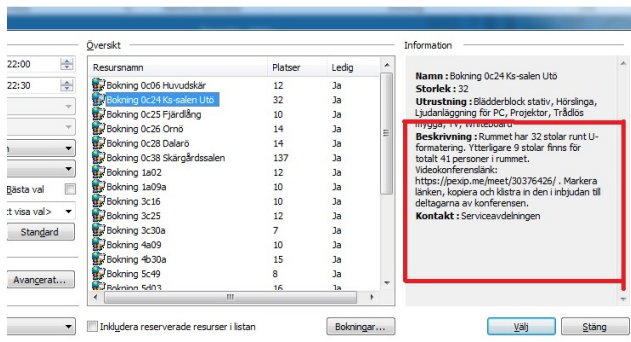 Översikt
Information
22:00
22:30
Bästa val
t visa val>
Standard
Avancerat...
Resursnamn Platser Ledig
Bokning 0c06 Huvudskär 12 Ja
Bokning 0c24 Ks-salen Utö 32 Ja
Bokning 0c25 Fjärdlång 10 Ja
Bokning 0c26 Ornö 14 Ja
Bokning 0c28 Dalarö 14 Ja
Bokning 0c38 Skärgårdssalen 137 Ja
Bokning 1a02 12 Ja
Bokning 1a09a 10 Ja
Bokning 3c16 10 Ja
Bokning 3c25 12 Ja
Bokning 3c30a 7 Ja
Bokning 4a09 10 Ja
Bokning 4b30a 15 Ja
Bokning 5c49 8 Ja
Bokning 5d03 16 Ja
Inkludera reserverade resurser i listan
Bokningar...
Namn : Bokning 0c24 Ks-salen Utö
Storlek : 32
Utrustning : Blädderblock stativ, Hörslinga,
Ljudanläggning för PC, Projektor, Trådlös
mygga, TV, Whiteboard
Beskrivning : Rummet har 32 stolar runt U-
formatering. Ytterligare 9 stolar finns för
totalt 41 personer i rummet.
Videokonferenslänk:
https://pexip.me/meet/30376426/ . Markera
länken, kopiera och klistra in den i inbjudan till
deltagarna av konferensen.
Kontakt : Serviceavdelningen
Välj
Stäng